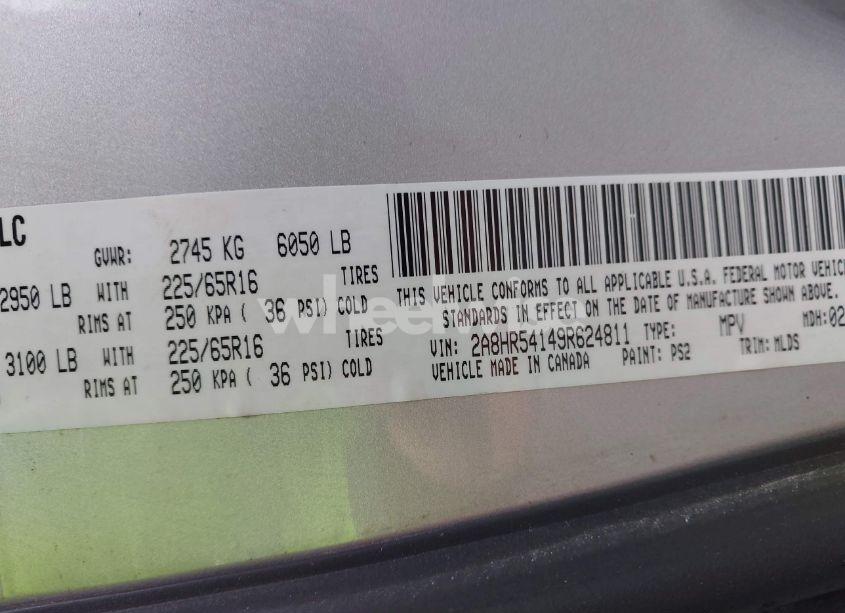 LC
GVWR: 2745 KG 6050 LB
2950 LB WITH 225/65R16 TIRES
RIMS AT 250 KPA ( 36 PSI) COLD
3100 LB WITH 225/65R16 TIRES
RIMS AT 250 KPA ( 36 PSI) COLD
THIS VEHICLE CONFORMS TO ALL APPLICABLE U.S.A. FEDERAL MOTOR VEHIC
STANDARDS IN EFFECT ON THE DATE OF MANUFACTURE SHOWN ABOVE.
VIN: 2A8HR54149R624811 TYPE: MPV MDH: 02
VEHICLE MADE IN CANADA PAINT: PS2 TRIM: MLDS